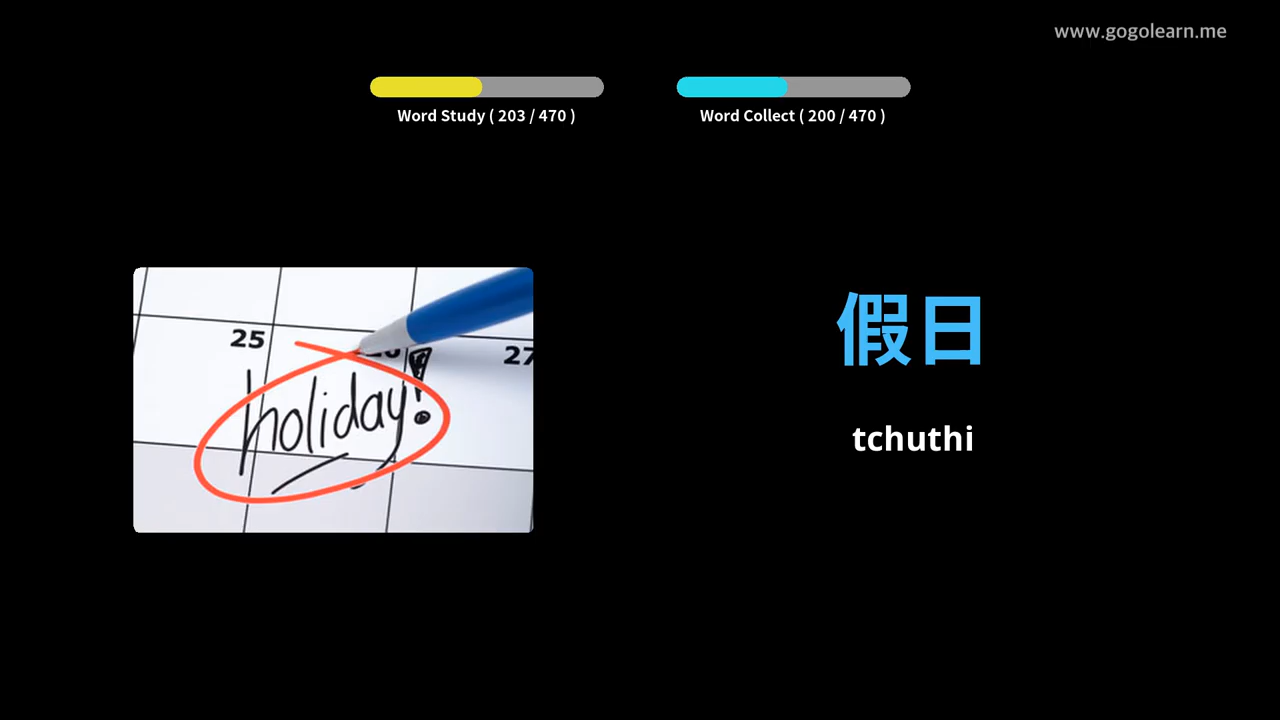 www.gogolearn.me
Word Study ( 203 / 470 )
Word Collect ( 200 / 470 )
25
27
holiday!
假日
tchuthi